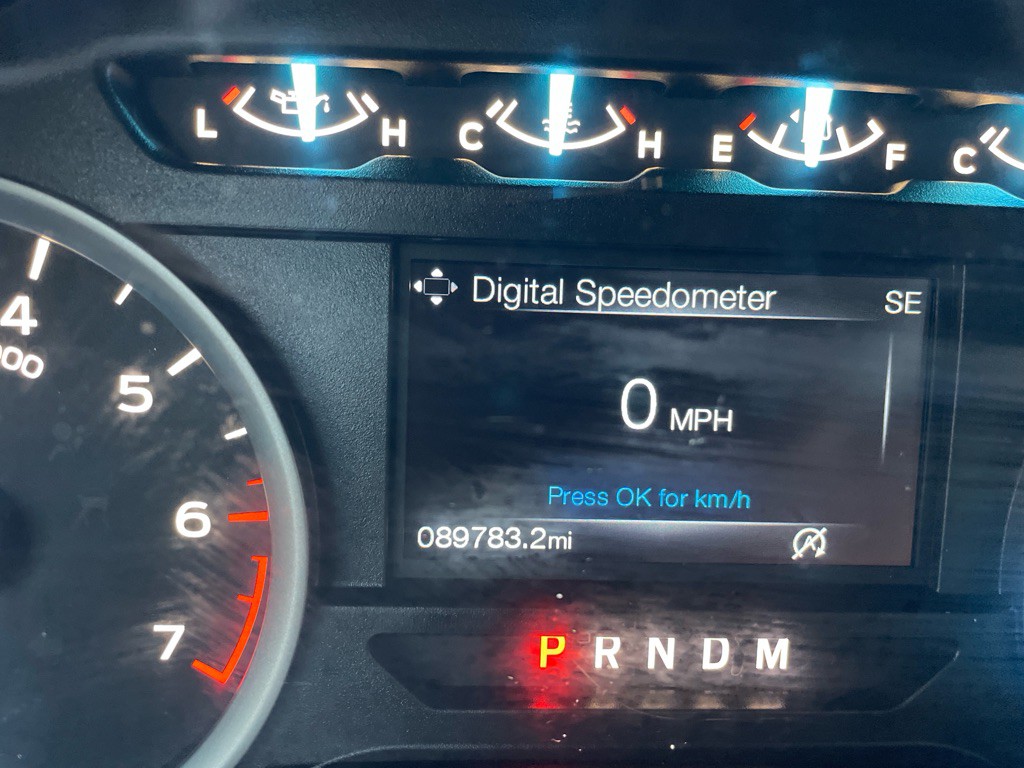 L H C H E F C
Digital Speedometer SE
4
5
0 MPH
Press OK for km/h
6
089783.2mi
7
P R N D M